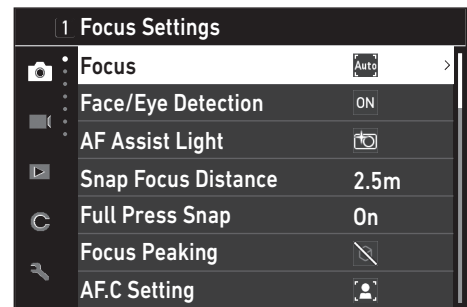 1 Focus Settings
Focus Auto >
Face/Eye Detection ON
AF Assist Light
Snap Focus Distance 2.5m
C Full Press Snap On
Focus Peaking
AF.C Setting